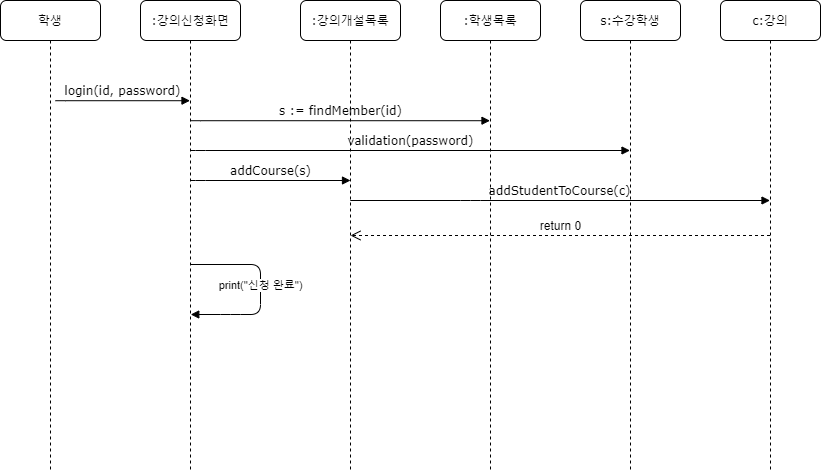 학생
:강의신청화면
:강의개설목록
:학생목록
s:수강학생
c:강의
login(id, password)
s := findMember(id)
validation(password)
addCourse(s)
addStudentToCourse(c)
return 0
print("신청 완료")